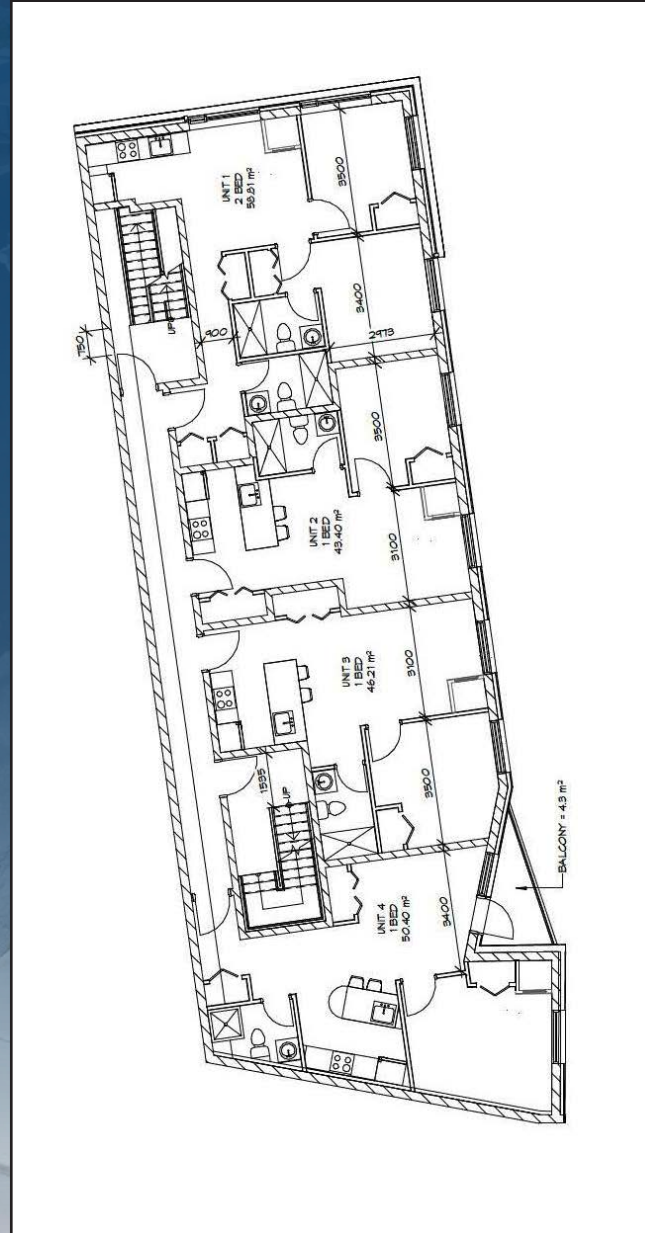 UNIT 1
2 BED
58.81 m²
3500
3400
2973
UP
900
750
3500
UNIT 2
1 BED
43.40 m²
3100
UNIT 3
1 BED
46.21 m²
3100
3500
1535
UP
UNIT 4
1 BED
50.40 m²
3400
BALCONY = 4.3 m²